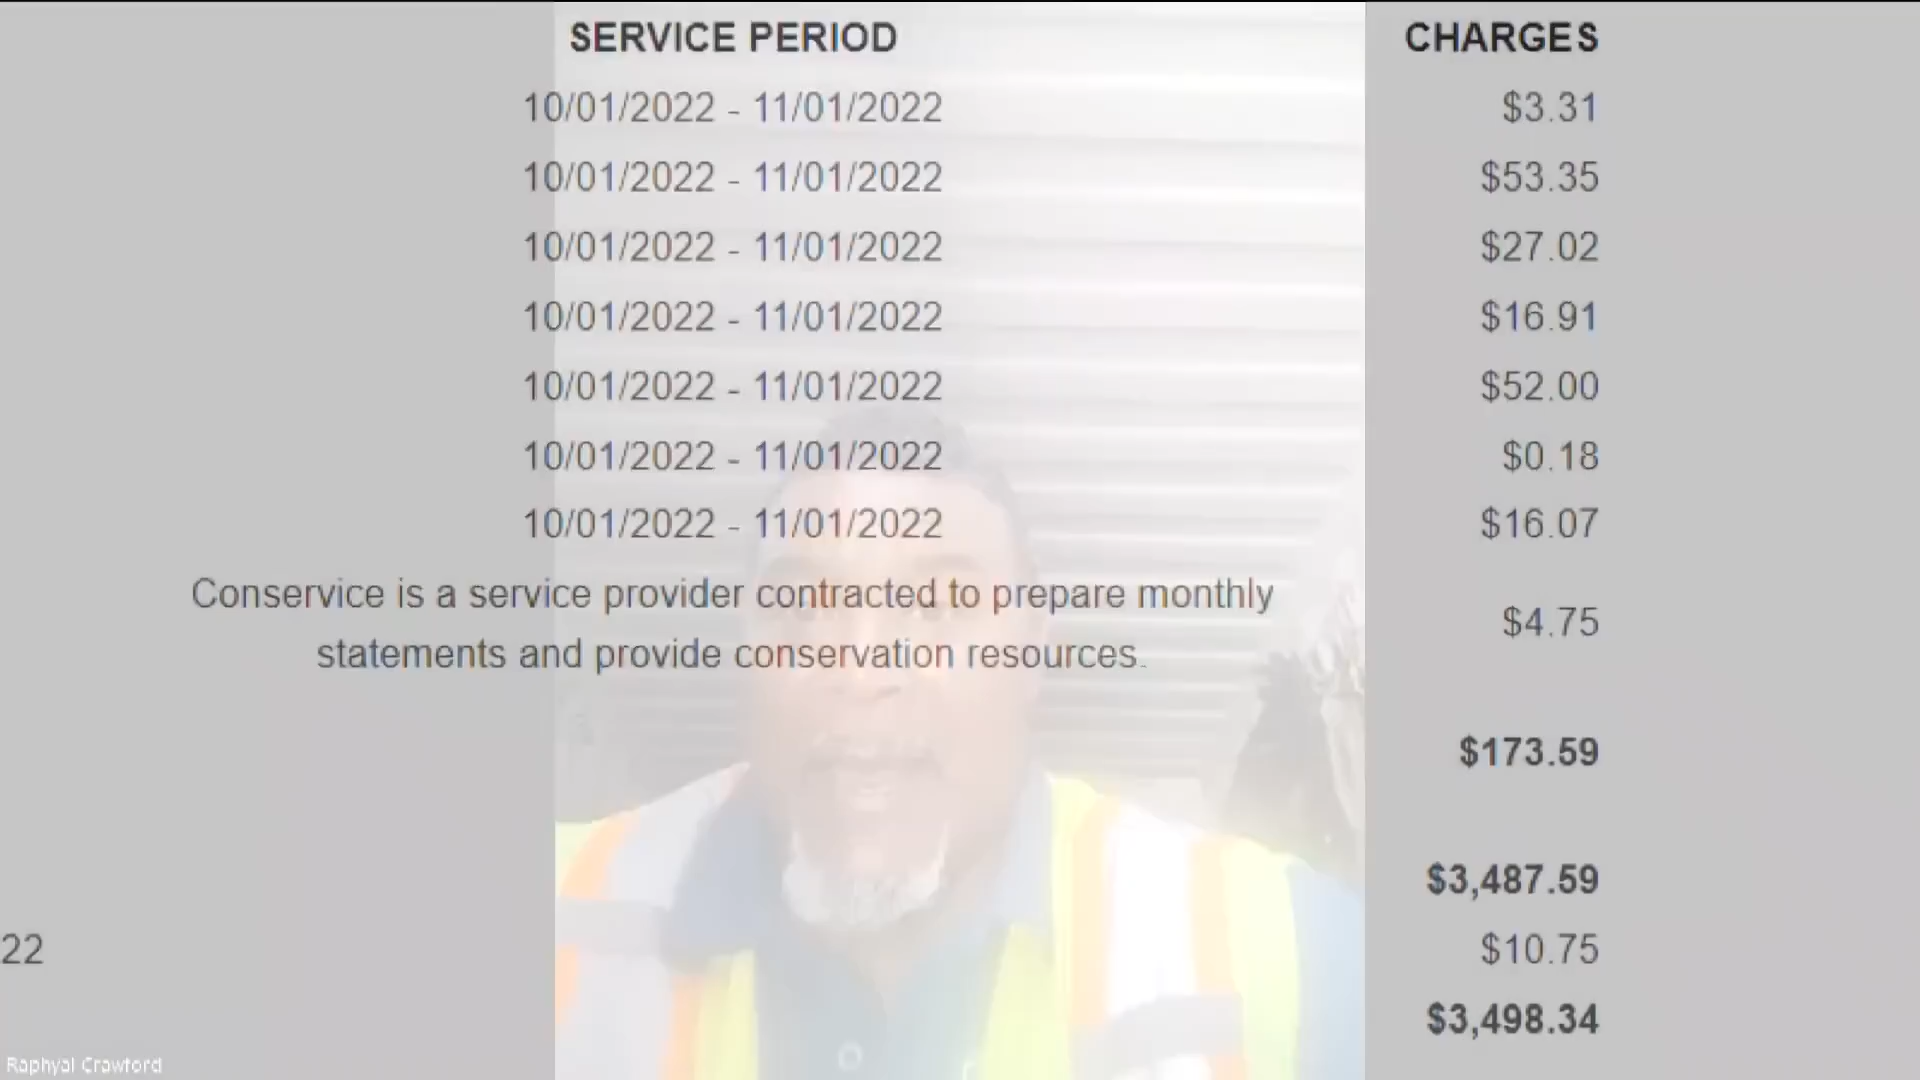 SERVICE PERIOD CHARGES
10/01/2022 - 11/01/2022 $3.31
10/01/2022 - 11/01/2022 $53.35
10/01/2022 - 11/01/2022 $27.02
10/01/2022 - 11/01/2022 $16.91
10/01/2022 - 11/01/2022 $52.00
10/01/2022 - 11/01/2022 $0.18
10/01/2022 - 11/01/2022 $16.07
Conservice is a service provider contracted to prepare monthly
statements and provide conservation resources.
$4.75
$173.59
$3,487.59
22 $10.75
$3,498.34
Raphyal Crawford